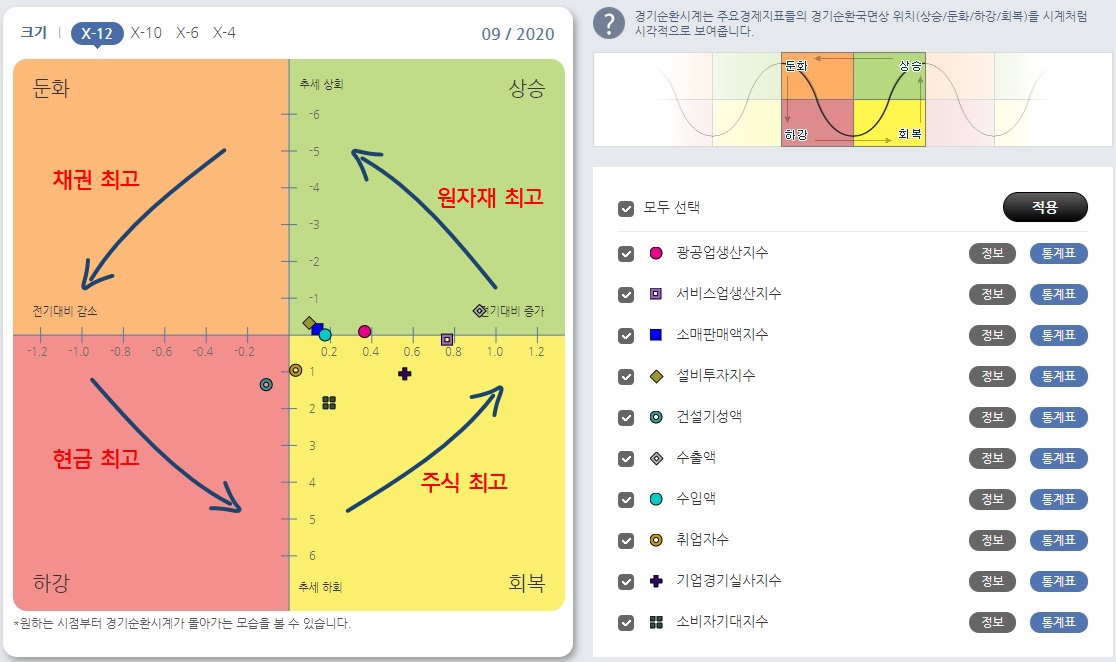 크기 | X-12 X-10 X-6 X-4
09 / 2020
둔화
추세 상회
상승
-6
-5
-4
-3
-2
-1
채권 최고
원자재 최고
전기대비 감소
전기대비 증가
-1.2 -1.0 -0.8 -0.6 -0.4 -0.2 0.2 0.4 0.6 0.8 1.0 1.2
1
2
3
4
5
6
현금 최고
주식 최고
하강
추세 하회
회복
*원하는 시점부터 경기순환시계가 돌아가는 모습을 볼 수 있습니다.
?
경기순환시계는 주요경제지표들의 경기순환국면상 위치(상승/둔화/하강/회복)을 시계처럼
시각적으로 보여줍니다.
둔화 상승
하강 회복
모두 선택 적용
광공업생산지수 정보 통계표
서비스업생산지수 정보 통계표
소매판매액지수 정보 통계표
설비투자지수 정보 통계표
건설기성액 정보 통계표
수출액 정보 통계표
수입액 정보 통계표
취업자수 정보 통계표
기업경기실사지수 정보 통계표
소비자기대지수 정보 통계표